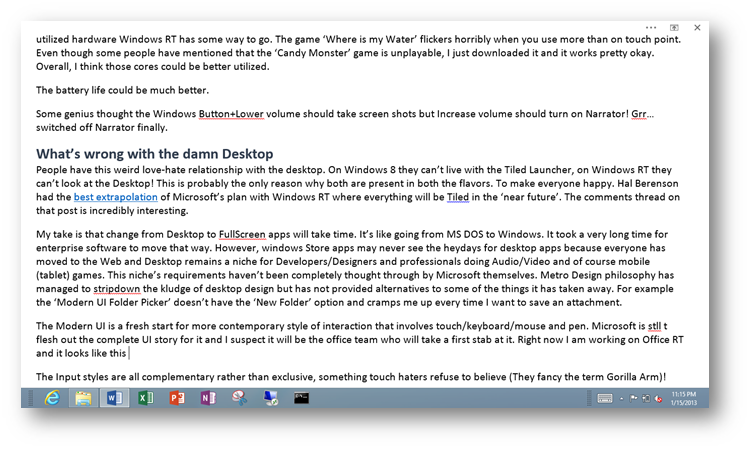 utilized hardware Windows RT has some way to go. The game ‘Where is my Water’ flickers horribly when you use more than on touch point.
Even though some people have mentioned that the ‘Candy Monster’ game is unplayable, I just downloaded it and it works pretty okay.
Overall, I think those cores could be better utilized.
The battery life could be much better.
Some genius thought the Windows Button+Lower volume should take screen shots but Increase volume should turn on Narrator! Grr…
switched off Narrator finally.
What’s wrong with the damn Desktop
People have this weird love-hate relationship with the desktop. On Windows 8 they can’t live with the Tiled Launcher, on Windows RT they
can’t look at the Desktop! This is probably the only reason why both are present in both the flavors. To make everyone happy. Hal Berenson
had the best extrapolation of Microsoft’s plan with Windows RT where everything will be Tiled in the ‘near future’. The comments thread on
that post is incredibly interesting.
My take is that change from Desktop to FullScreen apps will take time. It’s like going from MS DOS to Windows. It took a very long time for
enterprise software to move that way. However, windows Store apps may never see the heydays for desktop apps because everyone has
moved to the Web and Desktop remains a niche for Developers/Designers and professionals doing Audio/Video and of course mobile
(tablet) games. This niche’s requirements haven’t been completely thought through by Microsoft themselves. Metro Design philosophy has
managed to stripdown the kludge of desktop design but has not provided alternatives to some of the things it has taken away. For example
the ‘Modern UI Folder Picker’ doesn’t have the ‘New Folder’ option and cramps me up every time I want to save an attachment.
The Modern UI is a fresh start for more contemporary style of interaction that involves touch/keyboard/mouse and pen. Microsoft is stll t
flesh out the complete UI story for it and I suspect it will be the office team who will take a first stab at it. Right now I am working on Office RT
and it looks like this
The Input styles are all complementary rather than exclusive, something touch haters refuse to believe (They fancy the term Gorilla Arm)!
11:15 PM
1/15/2013